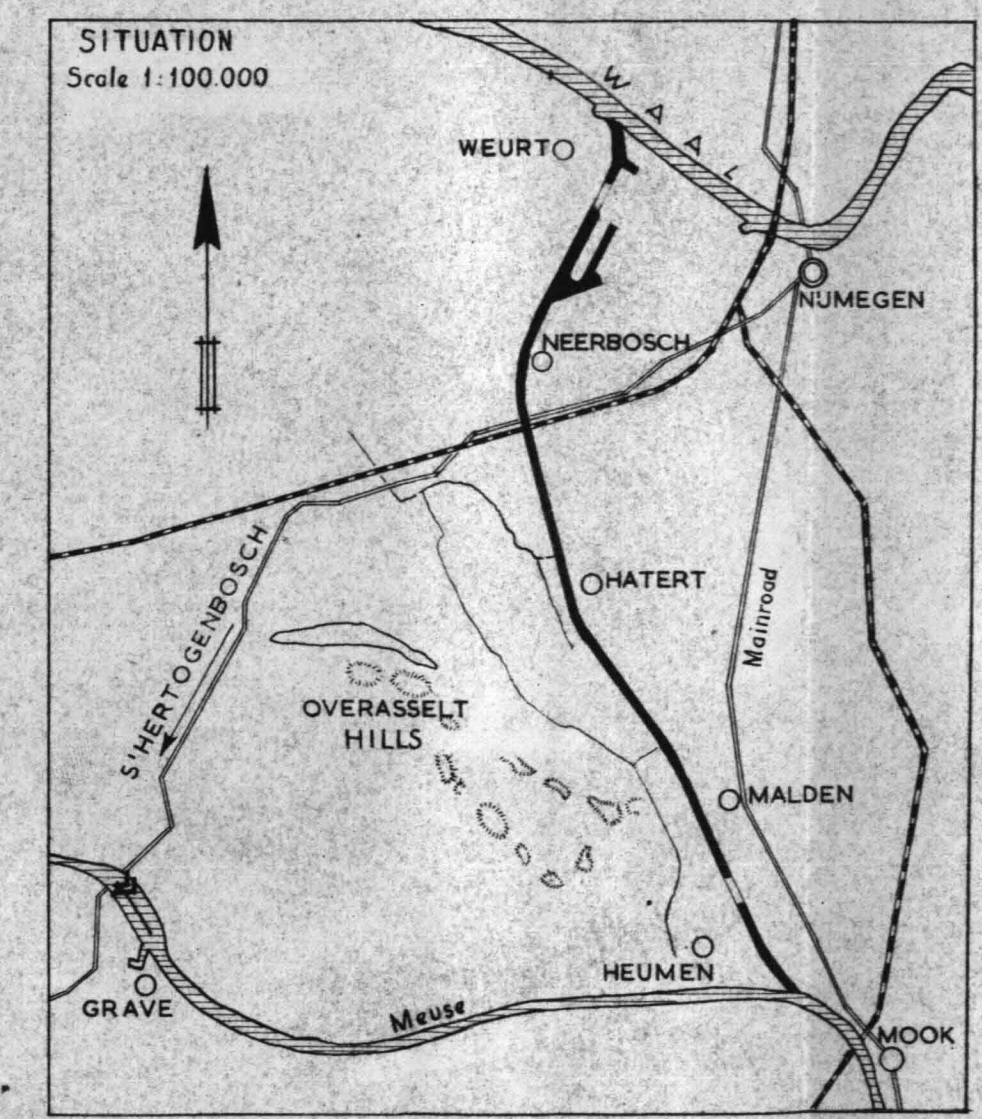 SITUATION
Scale 1:100.000
WAAL
WEURT
NIJMEGEN
NEERBOSCH
S'HERTOGENBOSCH
HATERT
Mainroad
OVERASSELT
HILLS
MALDEN
HEUMEN
GRAVE
Meuse
MOOK